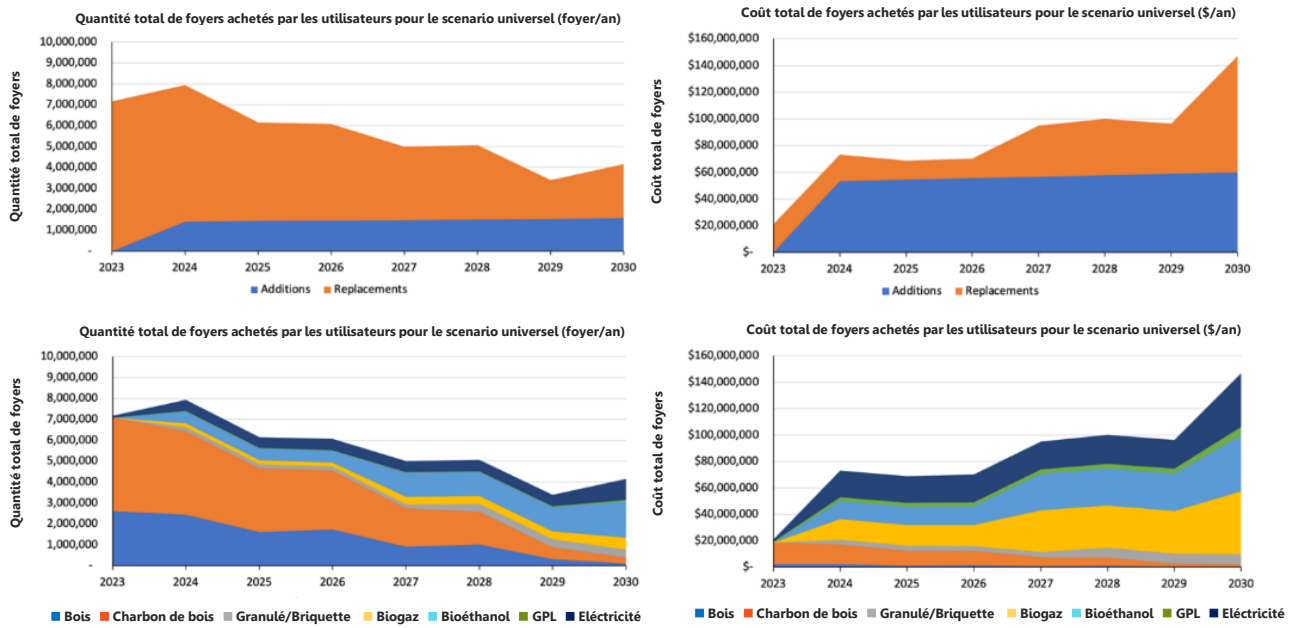 Quantité total de foyers achetés par les utilisateurs pour le scenario universel (foyer/an)
Quantité total de foyers
10,000,000
9,000,000
8,000,000
7,000,000
6,000,000
5,000,000
4,000,000
3,000,000
2,000,000
1,000,000
-
2023 2024 2025 2026 2027 2028 2029 2030
Additions Replacements
Coût total de foyers achetés par les utilisateurs pour le scenario universel ($/an)
Coût total de foyers
$160,000,000
$140,000,000
$120,000,000
$100,000,000
$80,000,000
$60,000,000
$40,000,000
$20,000,000
$-
2023 2024 2025 2026 2027 2028 2029 2030
Additions Replacements
Quantité total de foyers achetés par les utilisateurs pour le scenario universel (foyer/an)
Quantité total de foyers
10,000,000
9,000,000
8,000,000
7,000,000
6,000,000
5,000,000
4,000,000
3,000,000
2,000,000
1,000,000
-
2023 2024 2025 2026 2027 2028 2029 2030
Bois Charbon de bois Granulé/Briquette Biogaz Bioéthanol GPL Eléctricité
Coût total de foyers achetés par les utilisateurs pour le scenario universel ($/an)
Coût total de foyers
$160,000,000
$140,000,000
$120,000,000
$100,000,000
$80,000,000
$60,000,000
$40,000,000
$20,000,000
$-
2023 2024 2025 2026 2027 2028 2029 2030
Bois Charbon de bois Granulé/Briquette Biogaz Bioéthanol GPL Eléctricité